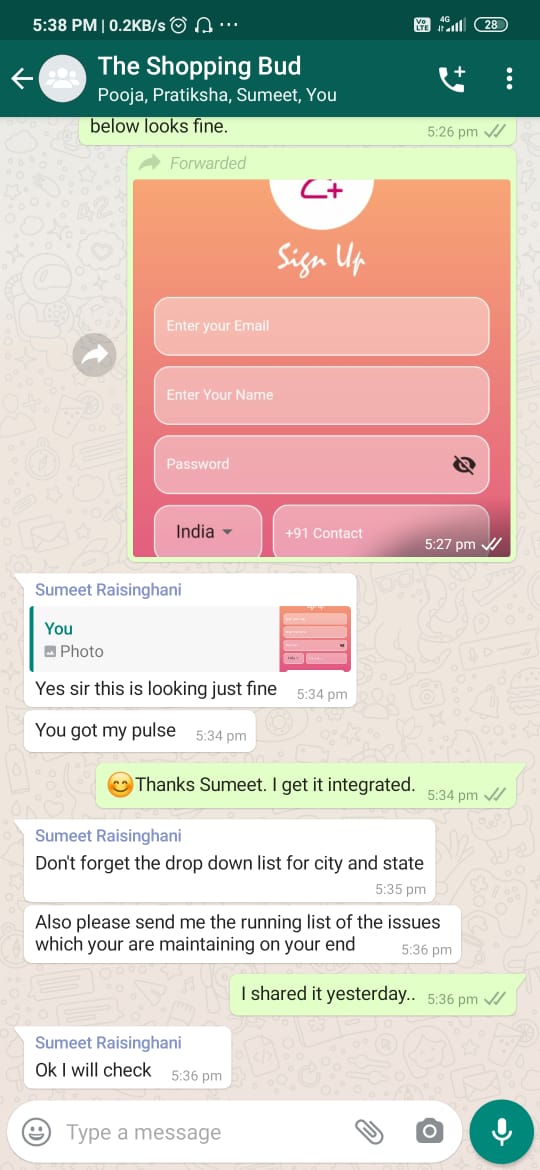 5:38 PM | 0.2KB/s ...
Vo LTE 4G 28
The Shopping Bud
Pooja, Pratiksha, Sumeet, You
below looks fine.
5:26 pm
Forwarded
Sign Up
Enter your Email
Enter Your Name
Password
India +91 Contact
5:27 pm
Sumeet Raisinghani
You
Photo
Yes sir this is looking just fine 5:34 pm
You got my pulse 5:34 pm
😊Thanks Sumeet. I get it integrated. 5:34 pm
Sumeet Raisinghani
Don't forget the drop down list for city and state
5:35 pm
Also please send me the running list of the issues
which your are maintaining on your end 5:36 pm
I shared it yesterday.. 5:36 pm
Sumeet Raisinghani
Ok I will check 5:36 pm
Type a message